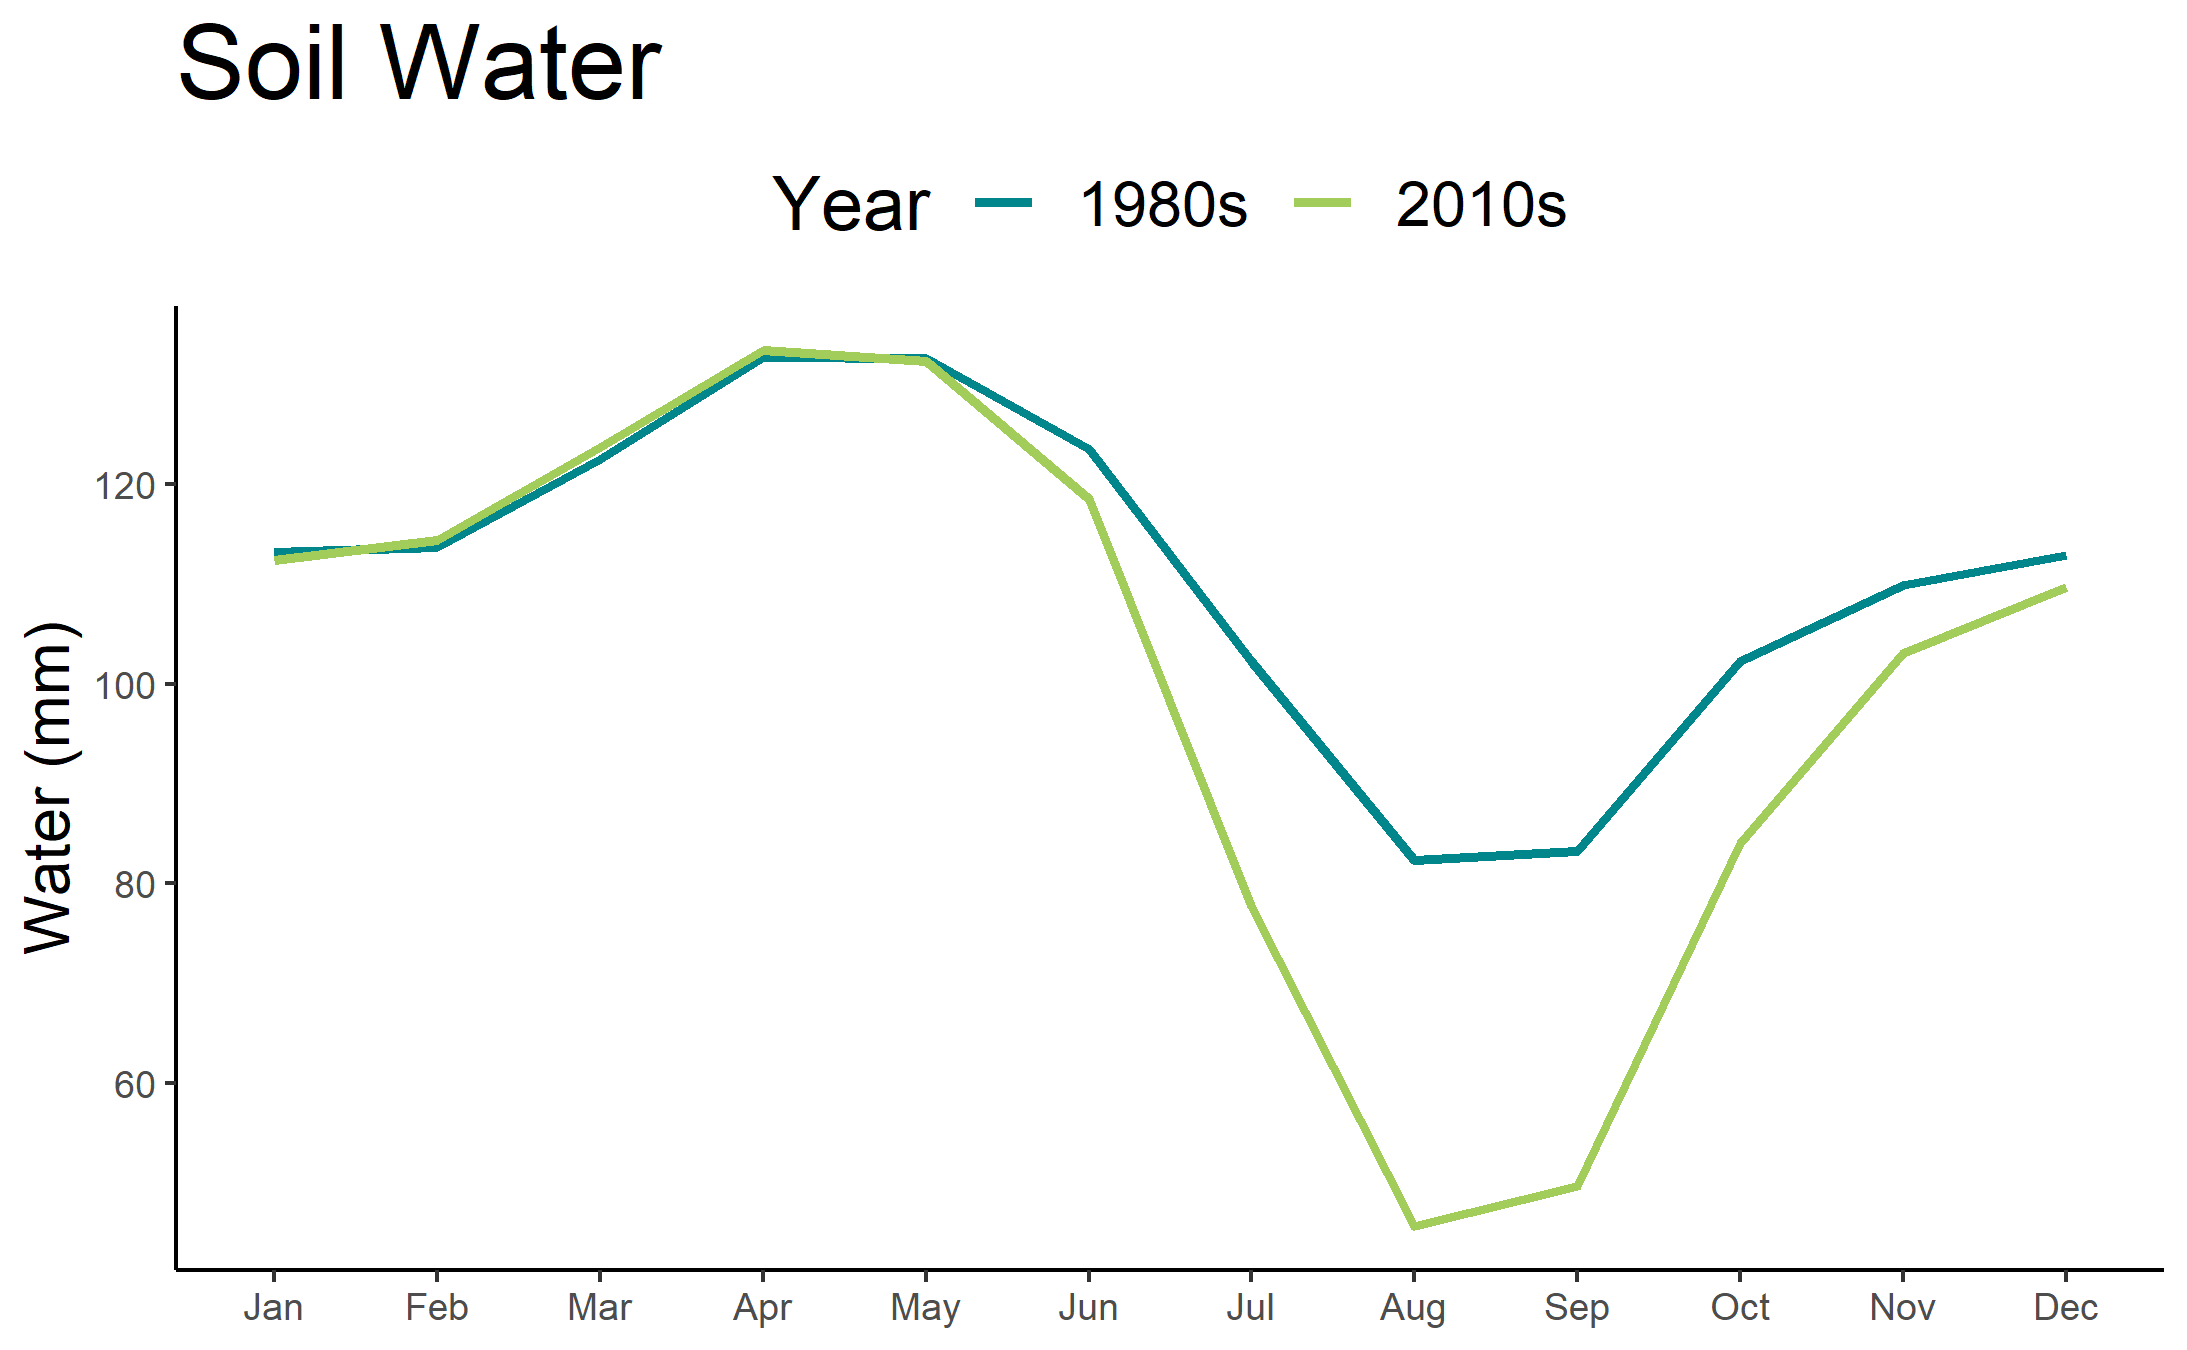 Soil Water
Year 1980s 2010s
Water (mm)
120
100
80
60
Jan Feb Mar Apr May Jun Jul Aug Sep Oct Nov Dec